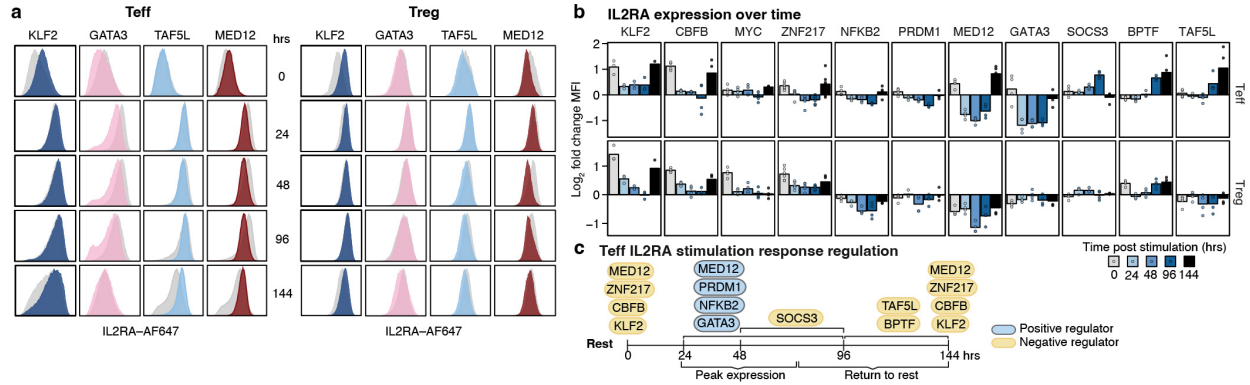 a
Teff
Treg
KLF2 GATA3 TAF5L MED12 hrs KLF2 GATA3 TAF5L MED12
0
24
48
96
144
IL2RA–AF647 IL2RA–AF647
b IL2RA expression over time
KLF2 CBFB MYC ZNF217 NFKB2 PRDM1 MED12 GATA3 SOCS3 BPTF TAF5L
Log2 fold change MFI
2
1
0
−1
Teff
1
0
−1
Treg
Time post stimulation (hrs)
0 24 48 96 144
c Teff IL2RA stimulation response regulation
MED12 MED12 MED12
ZNF217 PRDM1 ZNF217
CBFB NFKB2 TAF5L CBFB
KLF2 GATA3 SOCS3 BPTF KLF2
Positive regulator
Negative regulator
Rest
0 24 48 96 144 hrs
Peak expression Return to rest